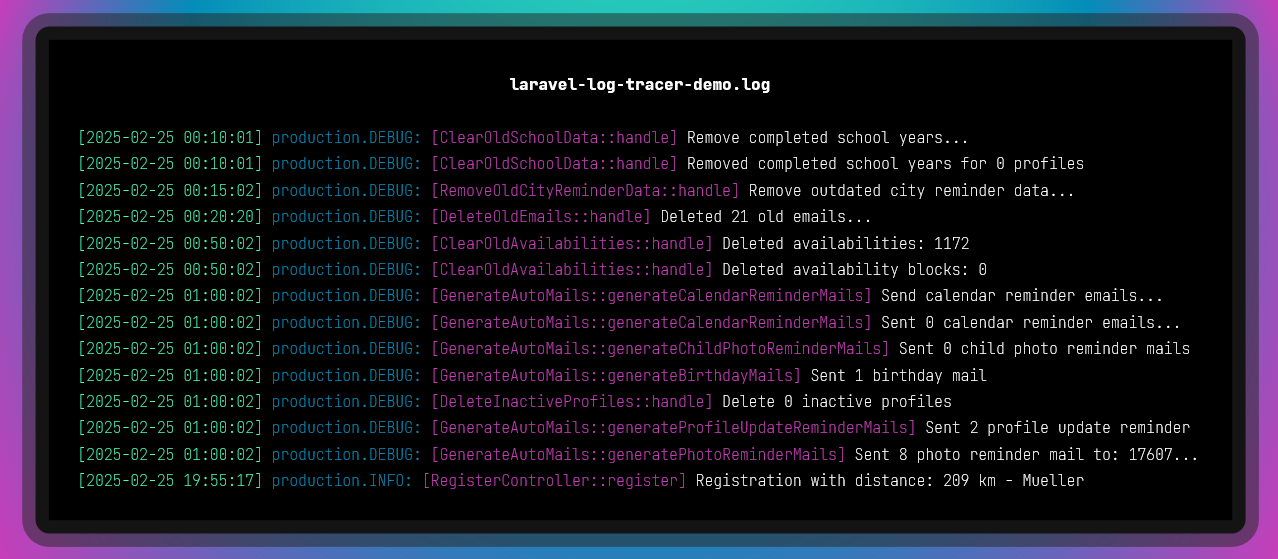 laravel-log-tracer-demo.log
[2025-02-25 00:10:01] production.DEBUG: [ClearOldSchoolData::handle] Remove completed school years...
[2025-02-25 00:10:01] production.DEBUG: [ClearOldSchoolData::handle] Removed completed school years for 0 profiles
[2025-02-25 00:15:02] production.DEBUG: [RemoveOldCityReminderData::handle] Remove outdated city reminder data...
[2025-02-25 00:20:20] production.DEBUG: [DeleteOldEmails::handle] Deleted 21 old emails...
[2025-02-25 00:50:02] production.DEBUG: [ClearOldAvailabilities::handle] Deleted availabilities: 1172
[2025-02-25 00:50:02] production.DEBUG: [ClearOldAvailabilities::handle] Deleted availability blocks: 0
[2025-02-25 01:00:02] production.DEBUG: [GenerateAutoMails::generateCalendarReminderMails] Send calendar reminder emails...
[2025-02-25 01:00:02] production.DEBUG: [GenerateAutoMails::generateCalendarReminderMails] Sent 0 calendar reminder emails...
[2025-02-25 01:00:02] production.DEBUG: [GenerateAutoMails::generateChildPhotoReminderMails] Sent 0 child photo reminder mails
[2025-02-25 01:00:02] production.DEBUG: [GenerateAutoMails::generateBirthdayMails] Sent 1 birthday mail
[2025-02-25 01:00:02] production.DEBUG: [DeleteInactiveProfiles::handle] Delete 0 inactive profiles
[2025-02-25 01:00:02] production.DEBUG: [GenerateAutoMails::generateProfileUpdateReminderMails] Sent 2 profile update reminder
[2025-02-25 01:00:02] production.DEBUG: [GenerateAutoMails::generatePhotoReminderMails] Sent 8 photo reminder mail to: 17607...
[2025-02-25 19:55:17] production.INFO: [RegisterController::register] Registration with distance: 209 km - Mueller